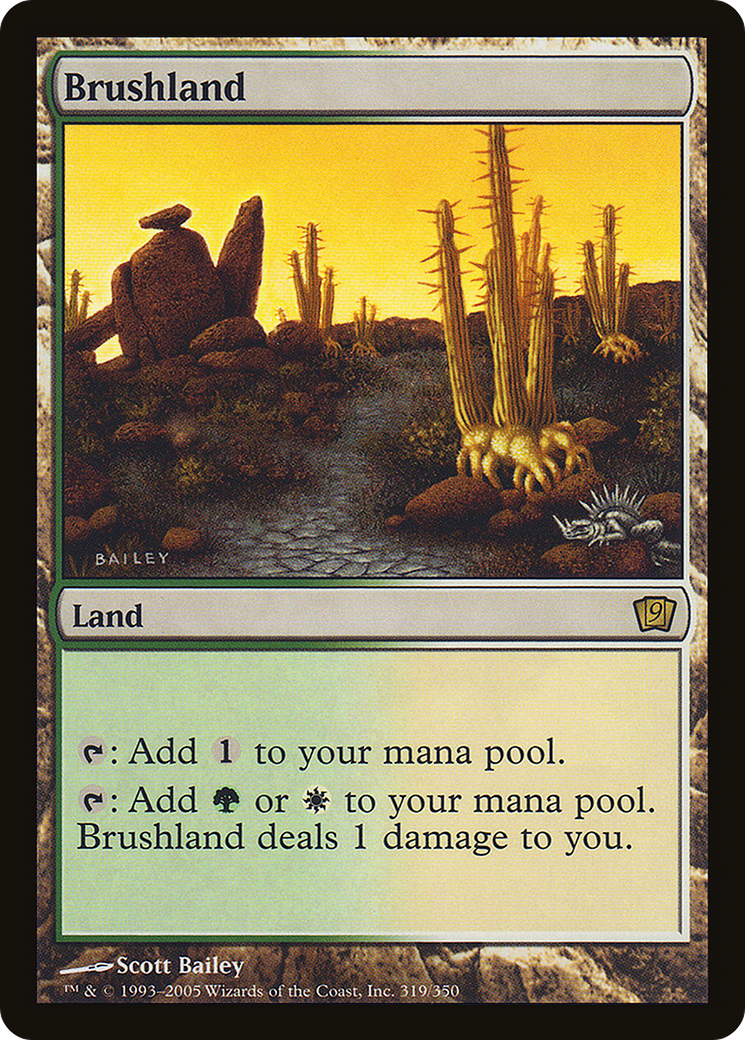 Brushland
BAILEY
Land
9
: Add 1 to your mana pool.
: Add or to your mana pool.
Brushland deals 1 damage to you.
Scott Bailey
™ & © 1993–2005 Wizards of the Coast, Inc. 319/350